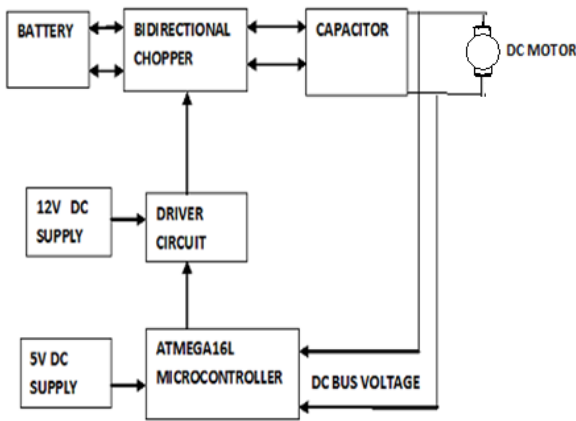 BATTERY
BIDIRECTIONAL
CHOPPER
CAPACITOR
DC MOTOR
12V DC
SUPPLY
DRIVER
CIRCUIT
5V DC
SUPPLY
ATMEGA16L
MICROCONTROLLER
DC BUS VOLTAGE